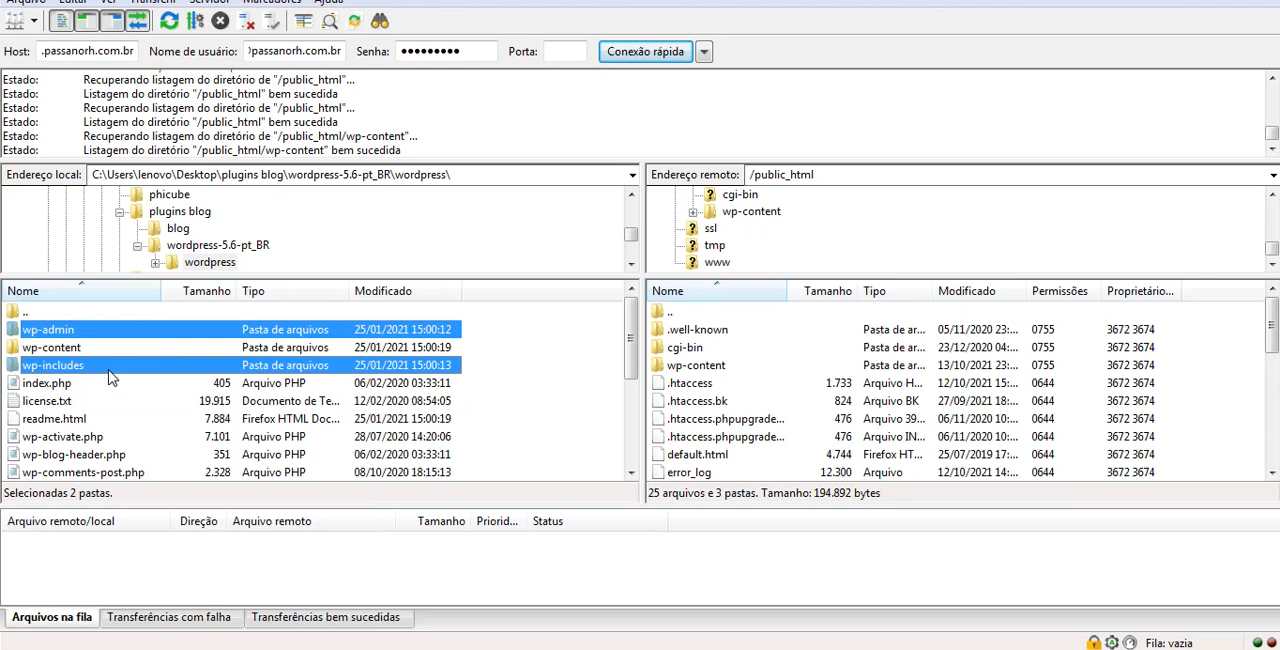 Arquivo Editar Ver Transferir Servidor Marcadores Ajuda
Host: .passanorh.com.br Nome de usuário: passanorh.com.br Senha: ●●●●●●●●● Porta: Conexão rápida
Estado: Recuperando listagem do diretório de "/public_html"...
Estado: Listagem do diretório "/public_html" bem sucedida
Estado: Recuperando listagem do diretório de "/public_html"...
Estado: Listagem do diretório "/public_html" bem sucedida
Estado: Recuperando listagem do diretório de "/public_html/wp-content"...
Estado: Listagem do diretório "/public_html/wp-content" bem sucedida
Endereço local: C:\Users\lenovo\Desktop\plugins blog\wordpress-5.6-pt_BR\wordpress\
phicube
plugins blog
blog
wordpress-5.6-pt_BR
wordpress
Nome Tamanho Tipo Modificado
..
wp-admin Pasta de arquivos 25/01/2021 15:00:12
wp-content Pasta de arquivos 25/01/2021 15:00:19
wp-includes Pasta de arquivos 25/01/2021 15:00:13
index.php 405 Arquivo PHP 06/02/2020 03:33:11
license.txt 19.915 Documento de Te... 12/02/2020 08:54:05
readme.html 7.884 Firefox HTML Doc... 25/01/2021 15:00:19
wp-activate.php 7.101 Arquivo PHP 28/07/2020 14:20:06
wp-blog-header.php 351 Arquivo PHP 06/02/2020 03:33:11
wp-comments-post.php 2.328 Arquivo PHP 08/10/2020 18:15:13
Selecionadas 2 pastas.
Endereço remoto: /public_html
cgi-bin
wp-content
ssl
tmp
www
Nome Tamanho Tipo Modificado Permissões Proprietário...
..
.well-known Pasta de ar... 05/11/2020 23:... 0755 3672 3674
cgi-bin Pasta de ar... 23/12/2020 04:... 0755 3672 3674
wp-content Pasta de ar... 13/10/2021 23:... 0755 3672 3674
.htaccess 1.733 Arquivo H... 12/10/2021 15:... 0644 3672 3674
.htaccess.bk 824 Arquivo BK 27/09/2021 18:... 0644 3672 3674
.htaccess.phpupgrade... 476 Arquivo 39... 06/11/2020 10:... 0644 3672 3674
.htaccess.phpupgrade... 476 Arquivo IN... 06/11/2020 10:... 0644 3672 3674
default.html 4.744 Firefox HT... 25/07/2019 17:... 0644 3672 3674
error_log 12.300 Arquivo 12/10/2021 14:... 0644 3672 3674
25 arquivos e 3 pastas. Tamanho: 194.892 bytes
Arquivo remoto/local Direção Arquivo remoto Tamanho Priorid... Status
Arquivos na fila Transferências com falha Transferências bem sucedidas
Fila: vazia